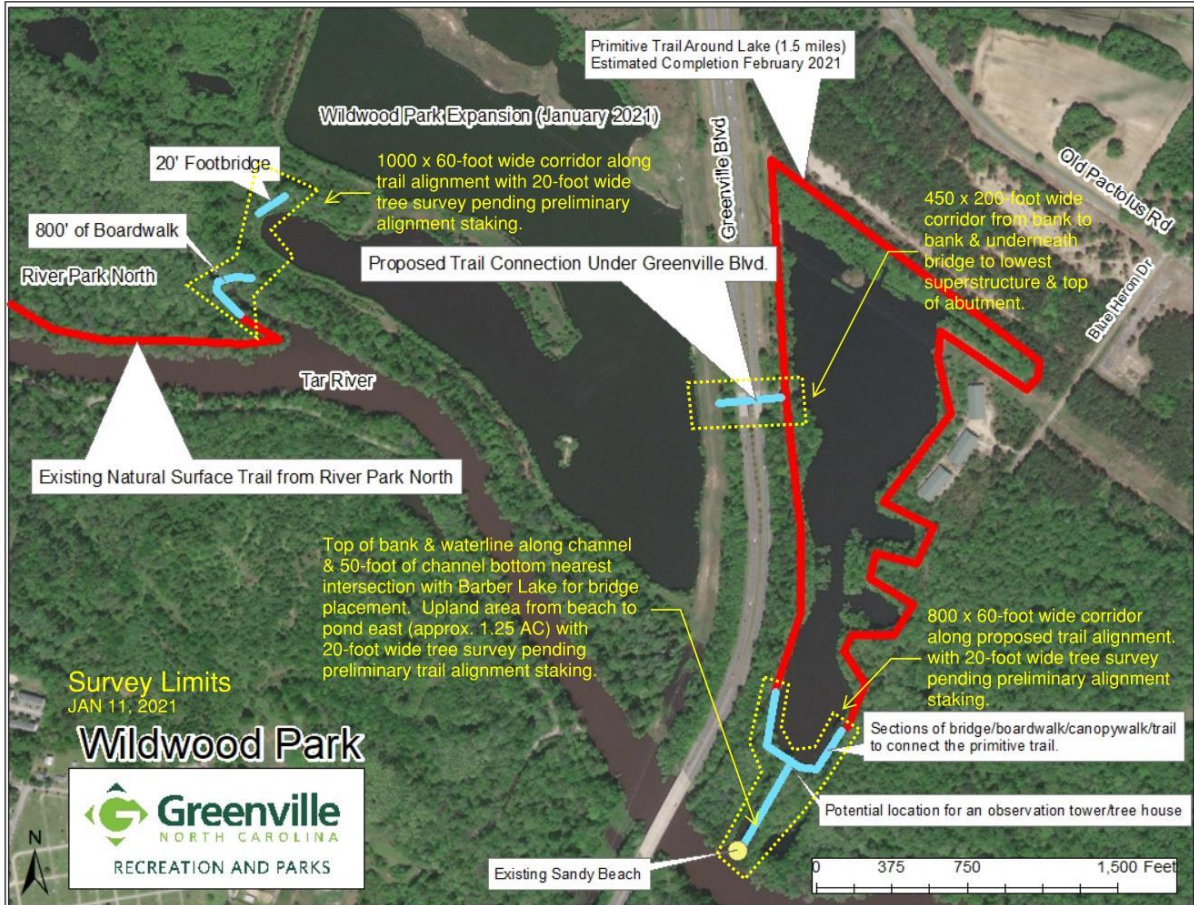 Primitive Trail Around Lake (1.5 miles)
Estimated Completion February 2021
Wildwood Park Expansion (January 2021)
Greenville Blvd
Old Pactolus Rd
20' Footbridge
1000 x 60-foot wide corridor along
trail alignment with 20-foot wide
tree survey pending preliminary
alignment staking.
450 x 200-foot wide
corridor from bank to
bank & underneath
bridge to lowest
superstructure & top
of abutment.
800' of Boardwalk
River Park North
Proposed Trail Connection Under Greenville Blvd.
Blue Heron Dr
Tar River
Existing Natural Surface Trail from River Park North
Top of bank & waterline along channel
& 50-foot of channel bottom nearest
intersection with Barber Lake for bridge
placement. Upland area from beach to
pond east (approx. 1.25 AC) with
20-foot wide tree survey pending
preliminary trail alignment staking.
800 x 60-foot wide corridor
along proposed trail alignment.
with 20-foot wide tree survey
pending preliminary alignment
staking.
Survey Limits
JAN 11, 2021
Wildwood Park
Sections of bridge/boardwalk/canopywalk/trail
to connect the primitive trail.
Greenville
NORTH CAROLINA
RECREATION AND PARKS
N
Potential location for an observation tower/tree house
Existing Sandy Beach
0 375 750 1,500 Feet